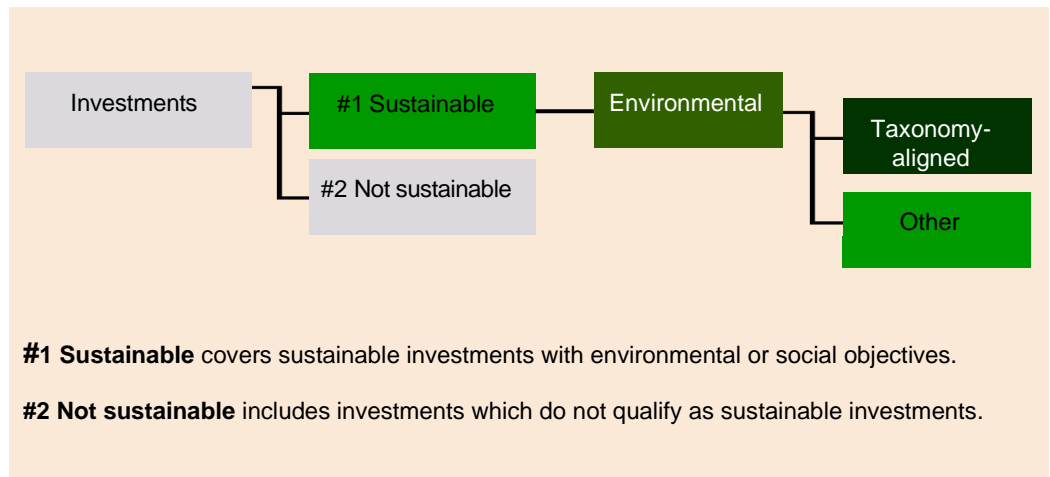 Investments
#1 Sustainable
#2 Not sustainable
Environmental
Taxonomy-
aligned
Other
#1 Sustainable covers sustainable investments with environmental or social objectives.
#2 Not sustainable includes investments which do not qualify as sustainable investments.